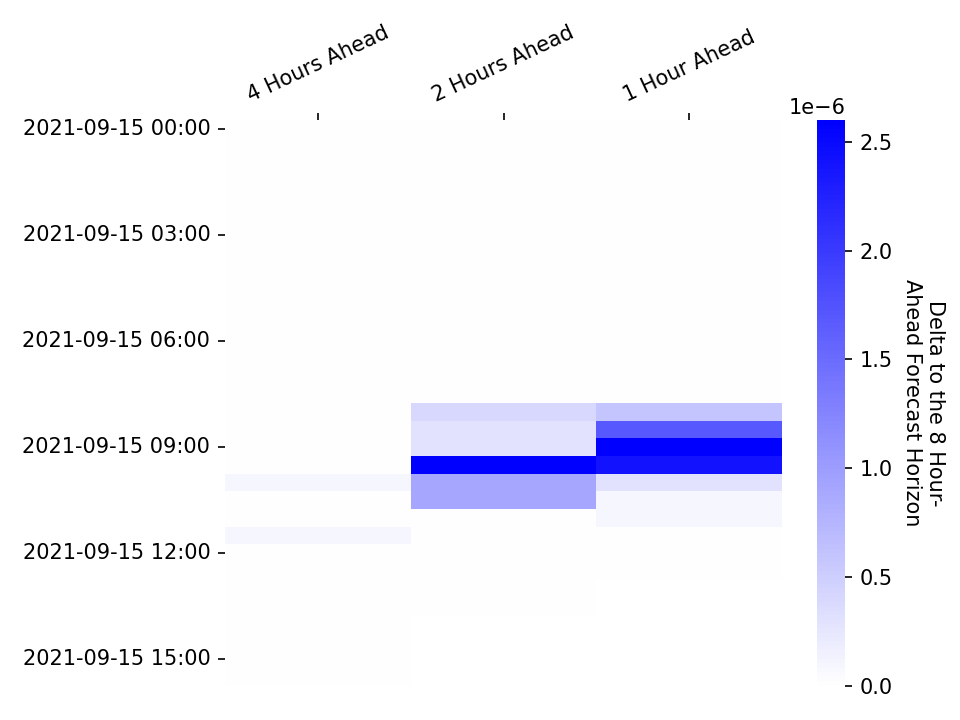 4 Hours Ahead
2 Hours Ahead
1 Hour Ahead
1e−6
2021-09-15 00:00
2021-09-15 03:00
2021-09-15 06:00
2021-09-15 09:00
2021-09-15 12:00
2021-09-15 15:00
2.5
2.0
1.5
1.0
0.5
0.0
Delta to the 8 Hour-
Ahead Forecast Horizon